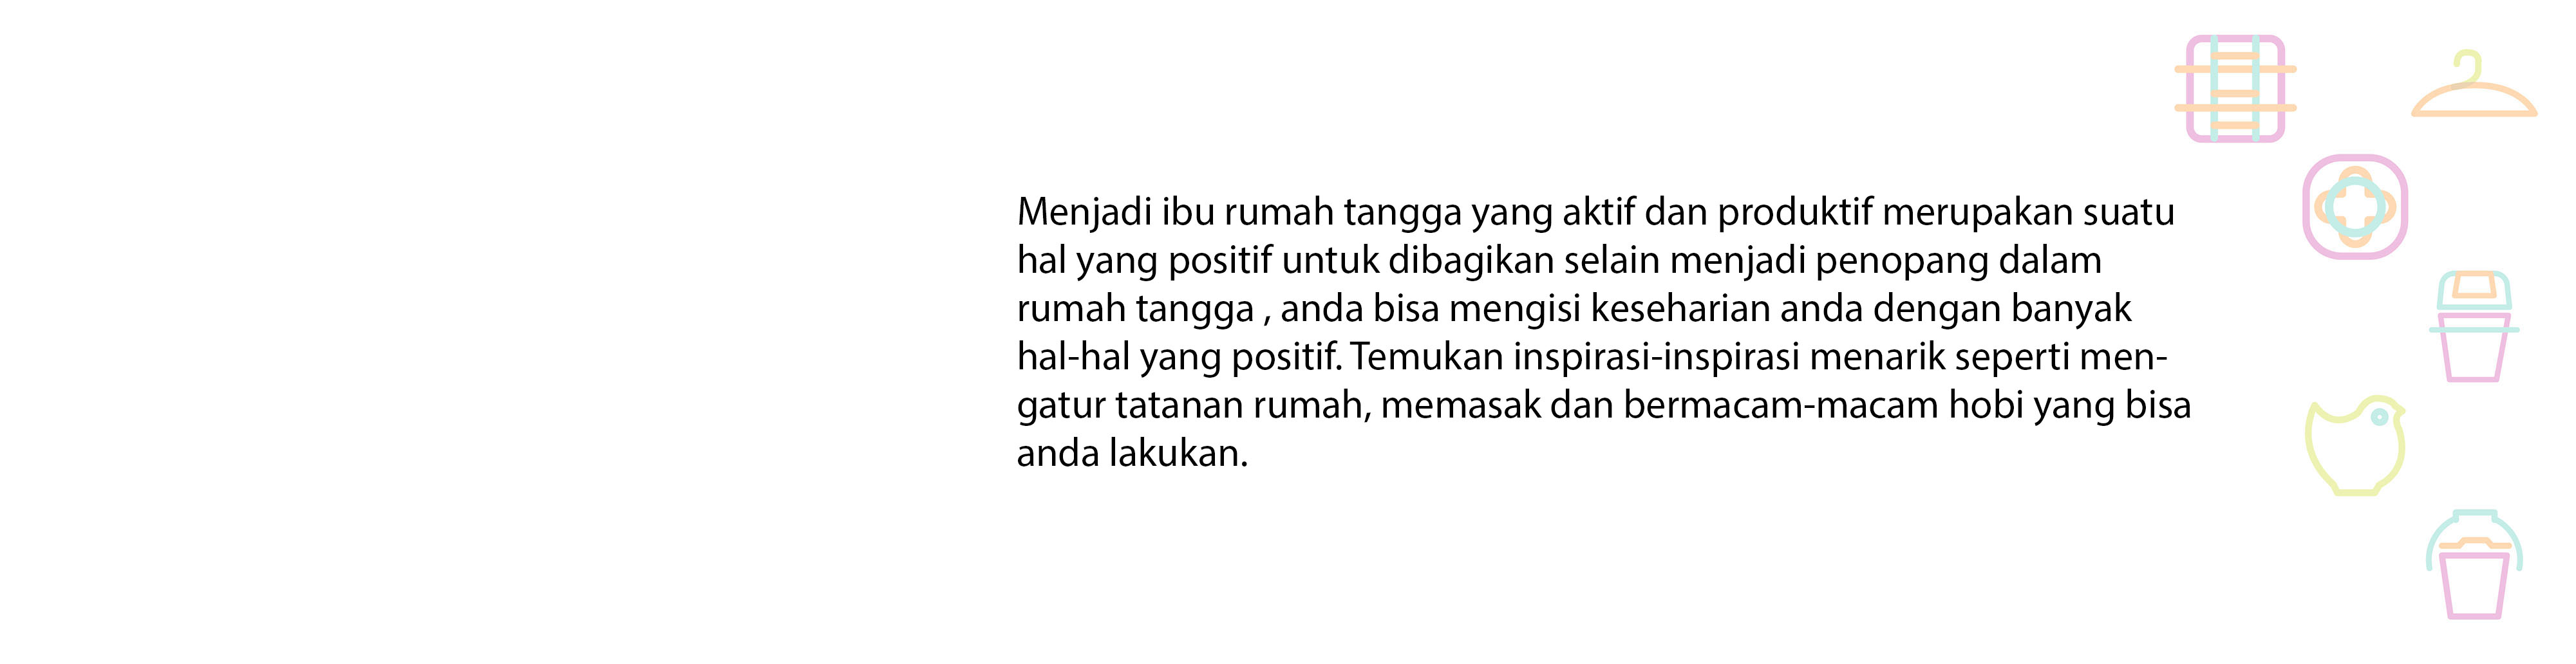 Menjadi ibu rumah tangga yang aktif dan produktif merupakan suatu
hal yang positif untuk dibagikan selain menjadi penopang dalam
rumah tangga , anda bisa mengisi keseharian anda dengan banyak
hal-hal yang positif. Temukan inspirasi-inspirasi menarik seperti men-
gatur tatanan rumah, memasak dan bermacam-macam hobi yang bisa
anda lakukan.